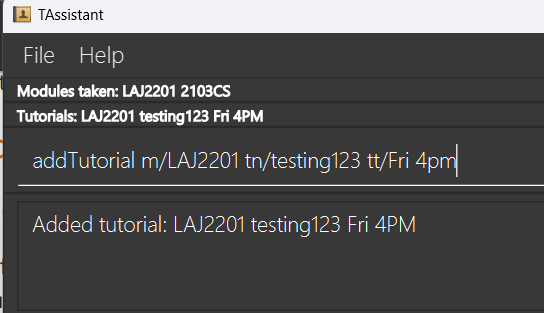 TAssistant
File Help
Modules taken: LAJ2201 2103CS
Tutorials: LAJ2201 testing123 Fri 4PM
addTutorial m/LAJ2201 tn/testing123 tt/Fri 4pm
Added tutorial: LAJ2201 testing123 Fri 4PM